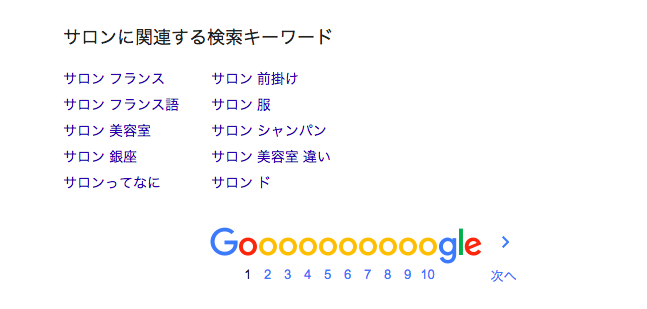 サロンに関連する検索キーワード
サロン フランス
サロン フランス語
サロン 美容室
サロン 銀座
サロンってなに
サロン 前掛け
サロン 服
サロン シャンパン
サロン 美容室 違い
サロン ド
Goooooooooogle
1 2 3 4 5 6 7 8 9 10
次へ